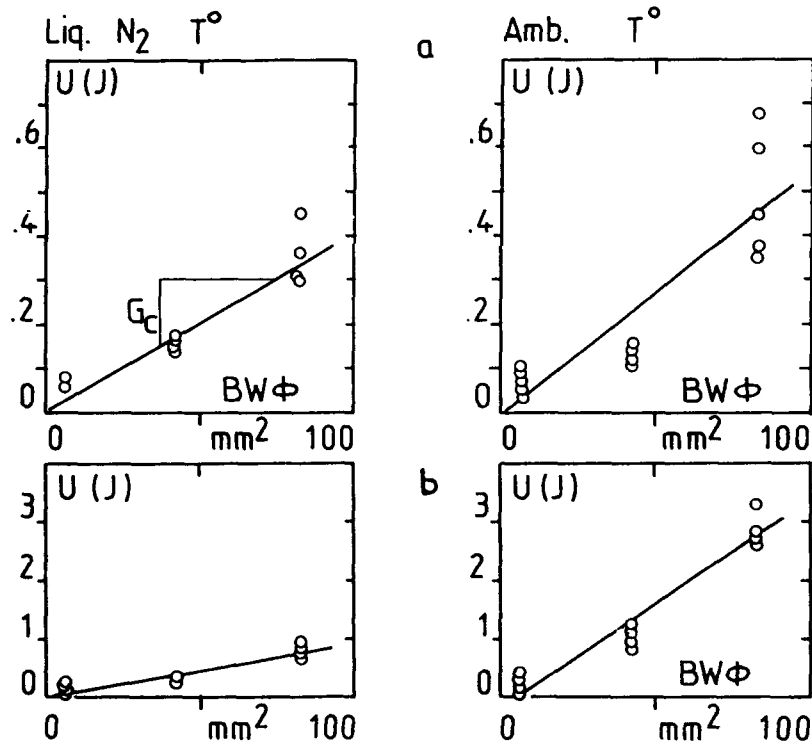 Liq. N2 T°
a
Amb. T°
U (J)
.6
.4
.2
0
Gc
BWΦ
0 mm² 100
U (J)
.6
.4
.2
0
BWΦ
0 mm² 100
b
U (J)
3
2
1
0
0 mm² 100
U (J)
3
2
1
0
BWΦ
0 mm² 100